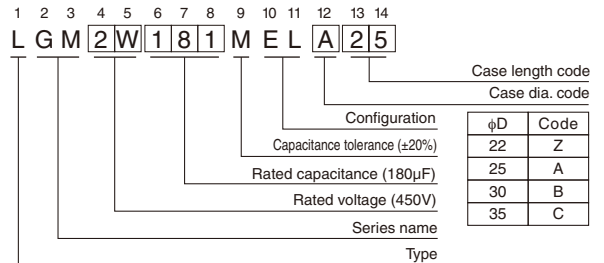 1 2 3 4 5 6 7 8 9 10 11 12 13 14
L G M 2 W 1 8 1 M E L A 2 5
Case length code
Case dia. code
Configuration
Capacitance tolerance (±20%)
Rated capacitance (180µF)
Rated voltage (450V)
Series name
Type
ϕD Code
22 Z
25 A
30 B
35 C